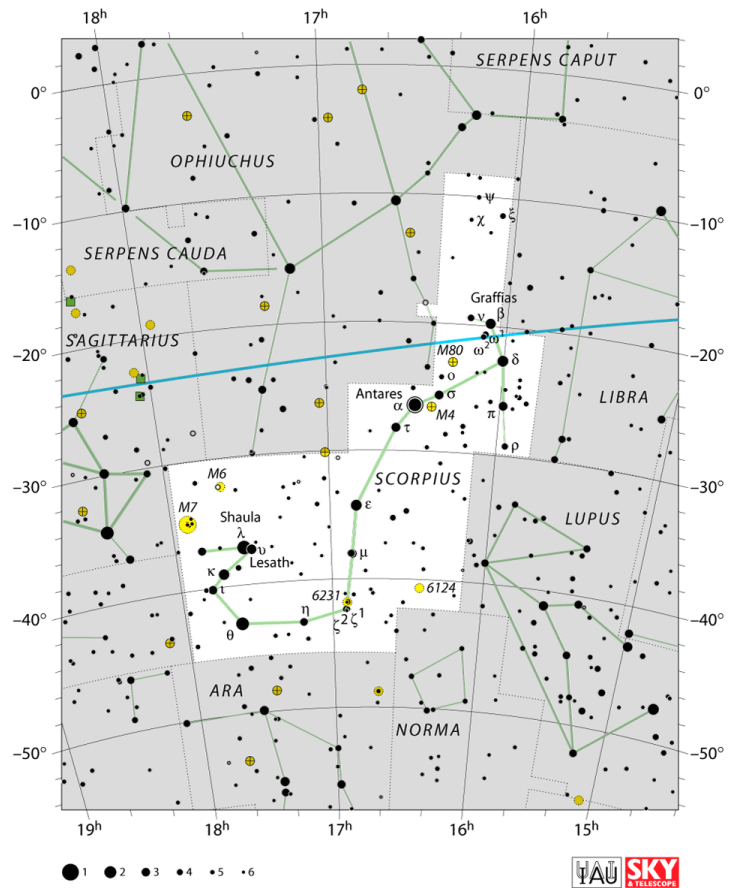 18h 17h 16h
SERPENS CAPUT
0° 0°
OPHIUCHUS
ψ
χ ξ
−10° −10°
SERPENS CAUDA
Graffias
ν β
ω² ω¹
SAGITTARIUS
M80
−20° −20°
δ
ο
Antares σ
α M4 π
LIBRA
τ
ρ
M6 SCORPIUS
−30° −30°
M7
ε
LUPUS
Shaula
λ υ
Lesath μ
κ
ι 6231 6124
−40° −40°
η ζ² ζ¹
θ
ARA
NORMA
−50° −50°
19h 18h 17h 16h 15h
1 2 3 4 5 6
IAU SKY
& TELESCOPE